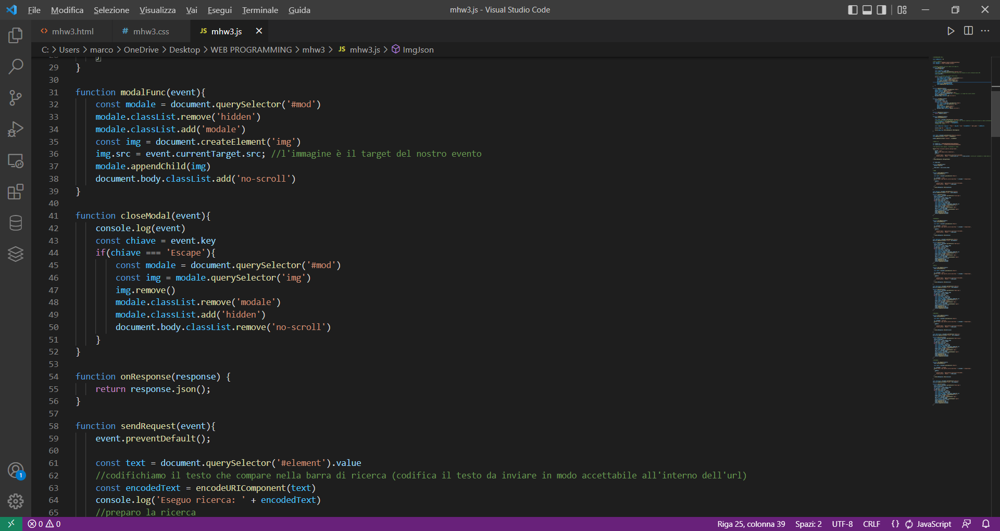 File Modifica Selezione Visualizza Vai Esegui Terminale Guida mhw3.js - Visual Studio Code
<> mhw3.html # mhw3.css JS mhw3.js
C: > Users > marco > OneDrive > Desktop > WEB PROGRAMMING > mhw3 > JS mhw3.js > ImgJson
28 }
29 }
30
31 function modalFunc(event){
32 const modale = document.querySelector('#mod')
33 modale.classList.remove('hidden')
34 modale.classList.add('modale')
35 const img = document.createElement('img')
36 img.src = event.currentTarget.src; //l'immagine è il target del nostro evento
37 modale.appendChild(img)
38 document.body.classList.add('no-scroll')
39 }
40
41 function closeModal(event){
42 console.log(event)
43 const chiave = event.key
44 if(chiave === 'Escape'){
45 const modale = document.querySelector('#mod')
46 const img = modale.querySelector('img')
47 img.remove()
48 modale.classList.remove('modale')
49 modale.classList.add('hidden')
50 document.body.classList.remove('no-scroll')
51 }
52 }
53
54 function onResponse(response) {
55 return response.json();
56 }
57
58 function sendRequest(event){
59 event.preventDefault();
60
61 const text = document.querySelector('#element').value
62 //codifichiamo il testo che compare nella barra di ricerca (codifica il testo da inviare in modo accettabile all'interno dell'url)
63 const encodedText = encodeURIComponent(text)
64 console.log('Eseguo ricerca: ' + encodedText)
65 //preparo la ricerca
1
0 0 Riga 25, colonna 39 Spazi: 2 UTF-8 CRLF {} JavaScript